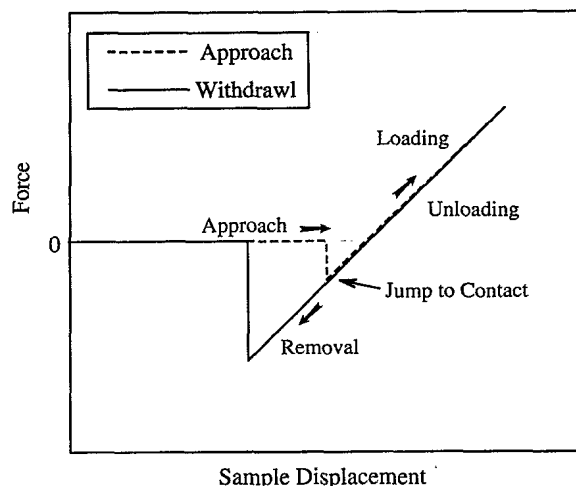 Approach
Withdrawl
Loading
Unloading
Approach
0
Jump to Contact
Removal
Force
Sample Displacement